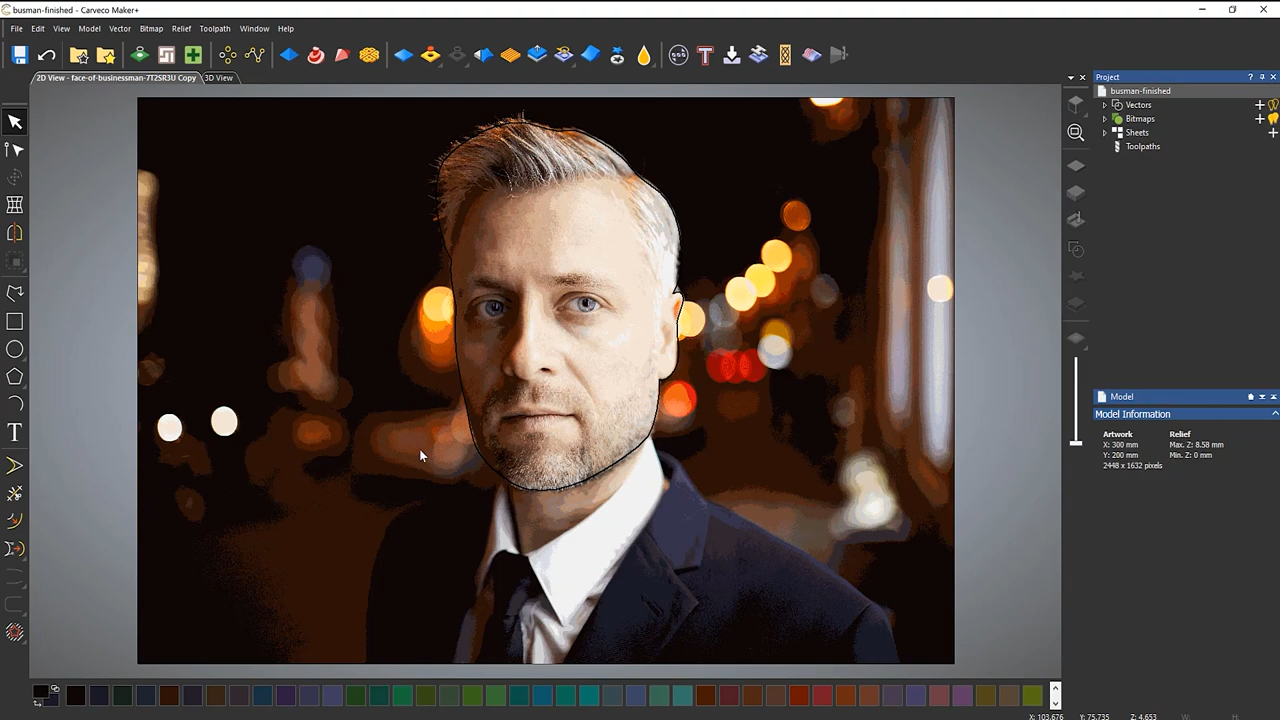 busman-finished - Carveco Maker+
File Edit View Model Vector Bitmap Relief Toolpath Window Help
2D View - face-of-businessman-7T2SR3U Copy 3D View
Project
busman-finished
Vectors
Bitmaps
Sheets
Toolpaths
Model
Model Information
Artwork Relief
X: 300 mm Max. Z: 8.58 mm
Y: 200 mm Min. Z: 0 mm
2448 x 1632 pixels
X: 103.676 Y: 75.735 Z: 4.653 W: H: